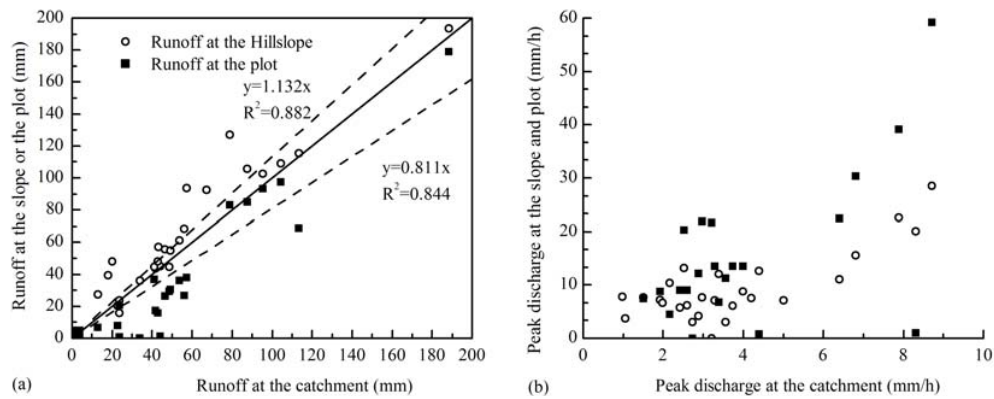 200
180
160
140
120
100
80
60
40
20
0
Runoff at the slope or the plot (mm)
Runoff at the Hillslope
Runoff at the plot
y=1.132x
R²=0.882
y=0.811x
R²=0.844
0 20 40 60 80 100 120 140 160 180 200
(a) Runoff at the catchment (mm)
60
50
40
30
20
10
0
Peak discharge at the slope and plot (mm/h)
0 2 4 6 8 10
(b) Peak discharge at the catchment (mm/h)